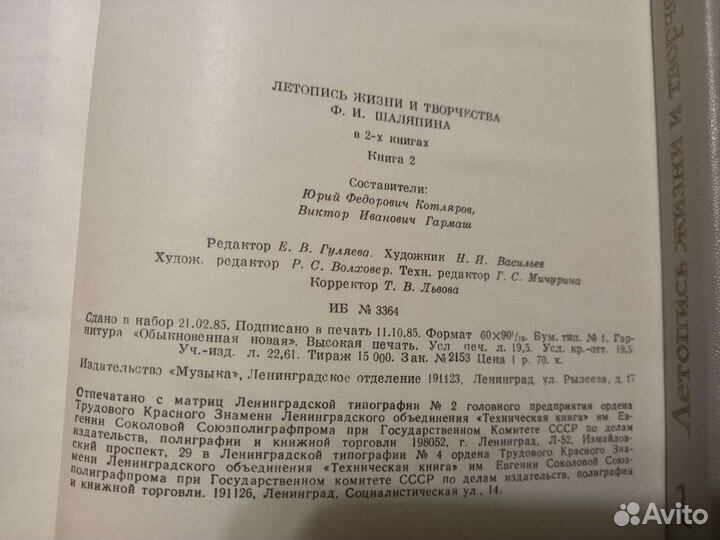 ЛЕТОПИСЬ ЖИЗНИ И ТВОРЧЕСТВА
Ф. И. ШАЛЯПИНА
в 2-х книгах
Книга 2
Составители:
Юрий Федорович Котляров,
Виктор Иванович Гармаш
Редактор Е. В. Гуляева. Художник Н. И. Васильев
Худож. редактор Р. С. Волховер. Техн. редактор Г. С. Мичурина
Корректор Т. В. Львова
ИБ № 3364
Сдано в набор 21.02.85. Подписано в печать 11.10.85. Формат 60×90¹/₁₆. Бум. тип. № 1. Гар-
нитура «Обыкновенная новая». Высокая печать. Усл печ. л. 19,5. Усл. кр.-отт. 19,5.
Уч.-изд. л. 22,61. Тираж 15 000. Зак. № 2153 Цена 1 р. 70 к.
Издательство «Музыка», Ленинградское отделение 191123, Ленинград ул. Рылеева, д. 17
Отпечатано с матриц Ленинградской типографии № 2 головного предприятия ордена
Трудового Красного Знамени Ленинградского объединения «Техническая книга» им Ев-
гении Соколовой Союзполиграфпрома при Государственном Комитете СССР по делам
издательств, полиграфии и книжной торговли 198052, г. Ленинград, Л-52. Измайлов-
ский проспект, 29 в Ленинградской типографии № 4 ордена Трудового Красного Зна-
мени Ленинградского объединения «Техническая книга» им Евгении Соколовой Союз-
полиграфпрома при Государственном комитете СССР по делам издательств, полиграфии
и книжной торговли. 191126, Ленинград, Социалистическая ул., 14.
Летопись жизни и творче
Avito